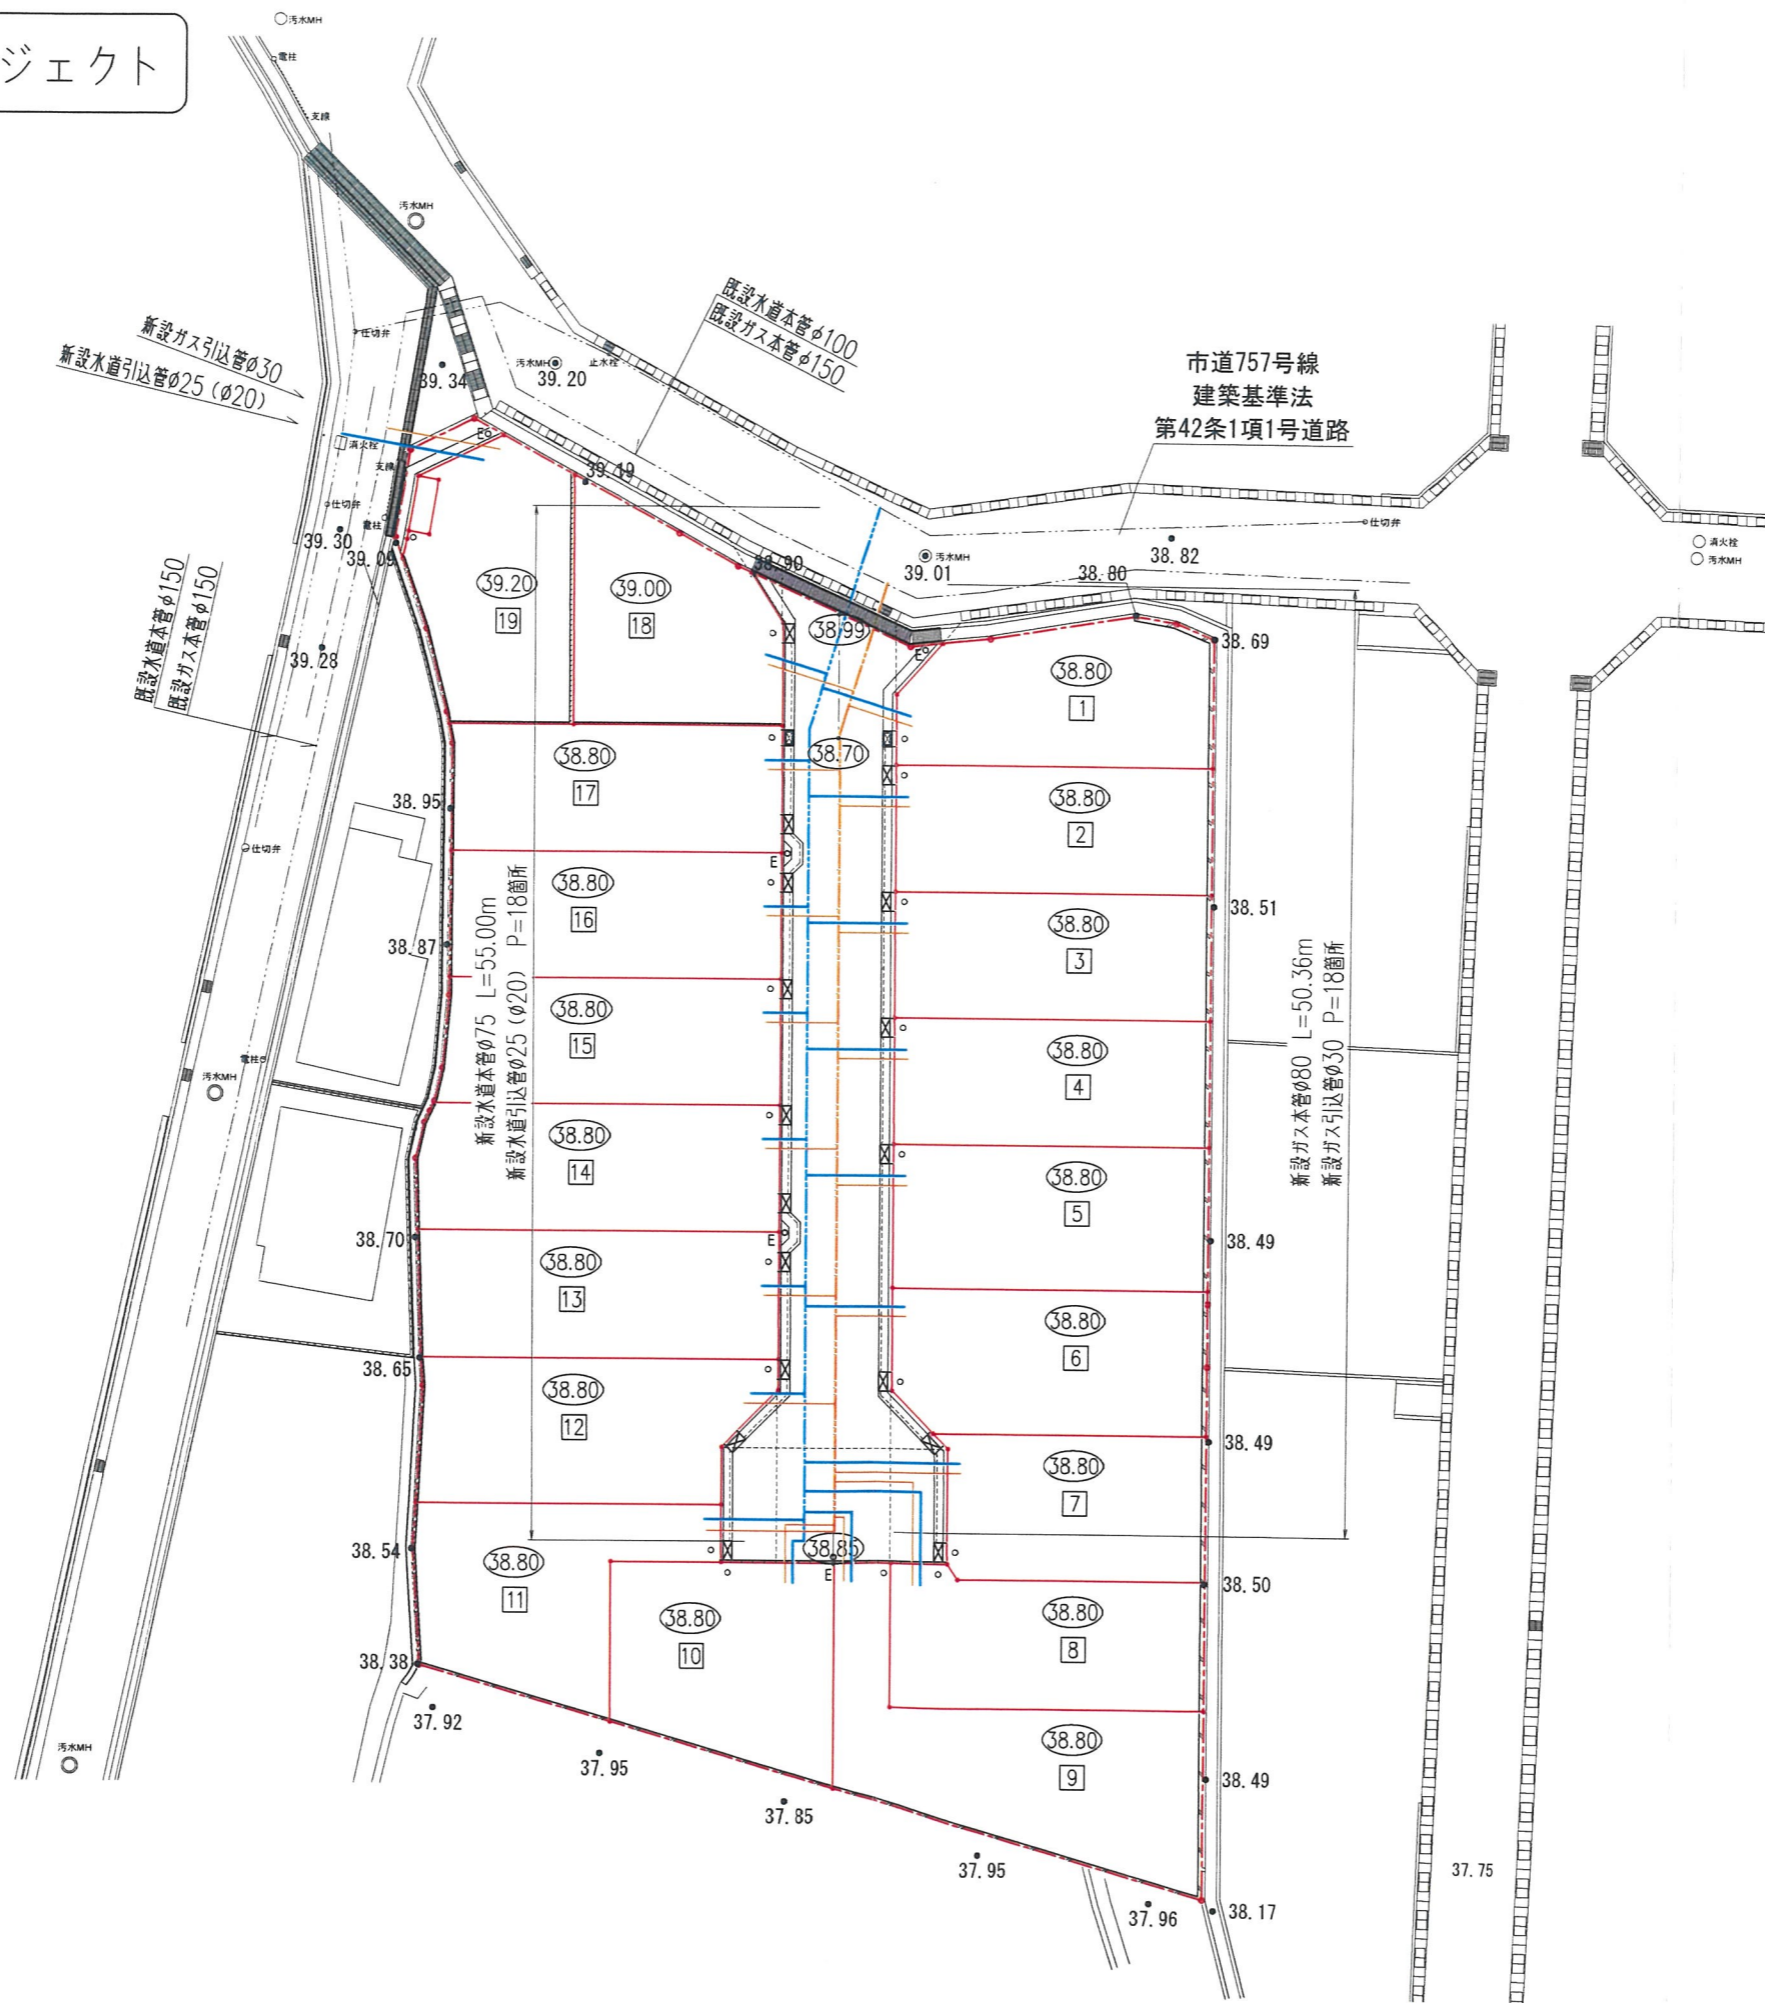 ジェクト
汚水MH
電柱
支線
汚水MH
新設ガス引込管φ30
新設水道引込管φ25 (φ20)
仕切弁
39.34
汚水MH
39.20
止水栓
既設水道本管φ100
既設ガス本管φ150
市道757号線
建築基準法
第42条1項1号道路
消火栓
支線
E
39.19
仕切弁
電柱
39.30
39.09
仕切弁
消火栓
汚水MH
汚水MH
39.01
38.82
38.80
38.90
38.99
E
38.69
39.20
19
39.00
18
38.80
1
既設水道本管φ150
既設ガス本管φ150
39.28
38.70
38.80
17
38.80
2
38.95
仕切弁
E
38.80
16
38.80
3
38.51
38.87
新設水道本管φ75 L=55.00m
新設水道引込管φ25 (φ20) P=18箇所
新設ガス本管φ80 L=50.36m
新設ガス引込管φ30 P=18箇所
38.80
15
38.80
4
電柱
汚水MH
38.80
14
38.80
5
38.70
E
38.49
38.80
13
38.80
6
38.65
38.80
12
38.49
38.80
7
38.54
38.80
11
38.85
E
38.50
38.80
10
38.80
8
38.38
37.92
38.80
9
37.95
38.49
汚水MH
37.85
37.95
37.75
37.96
38.17